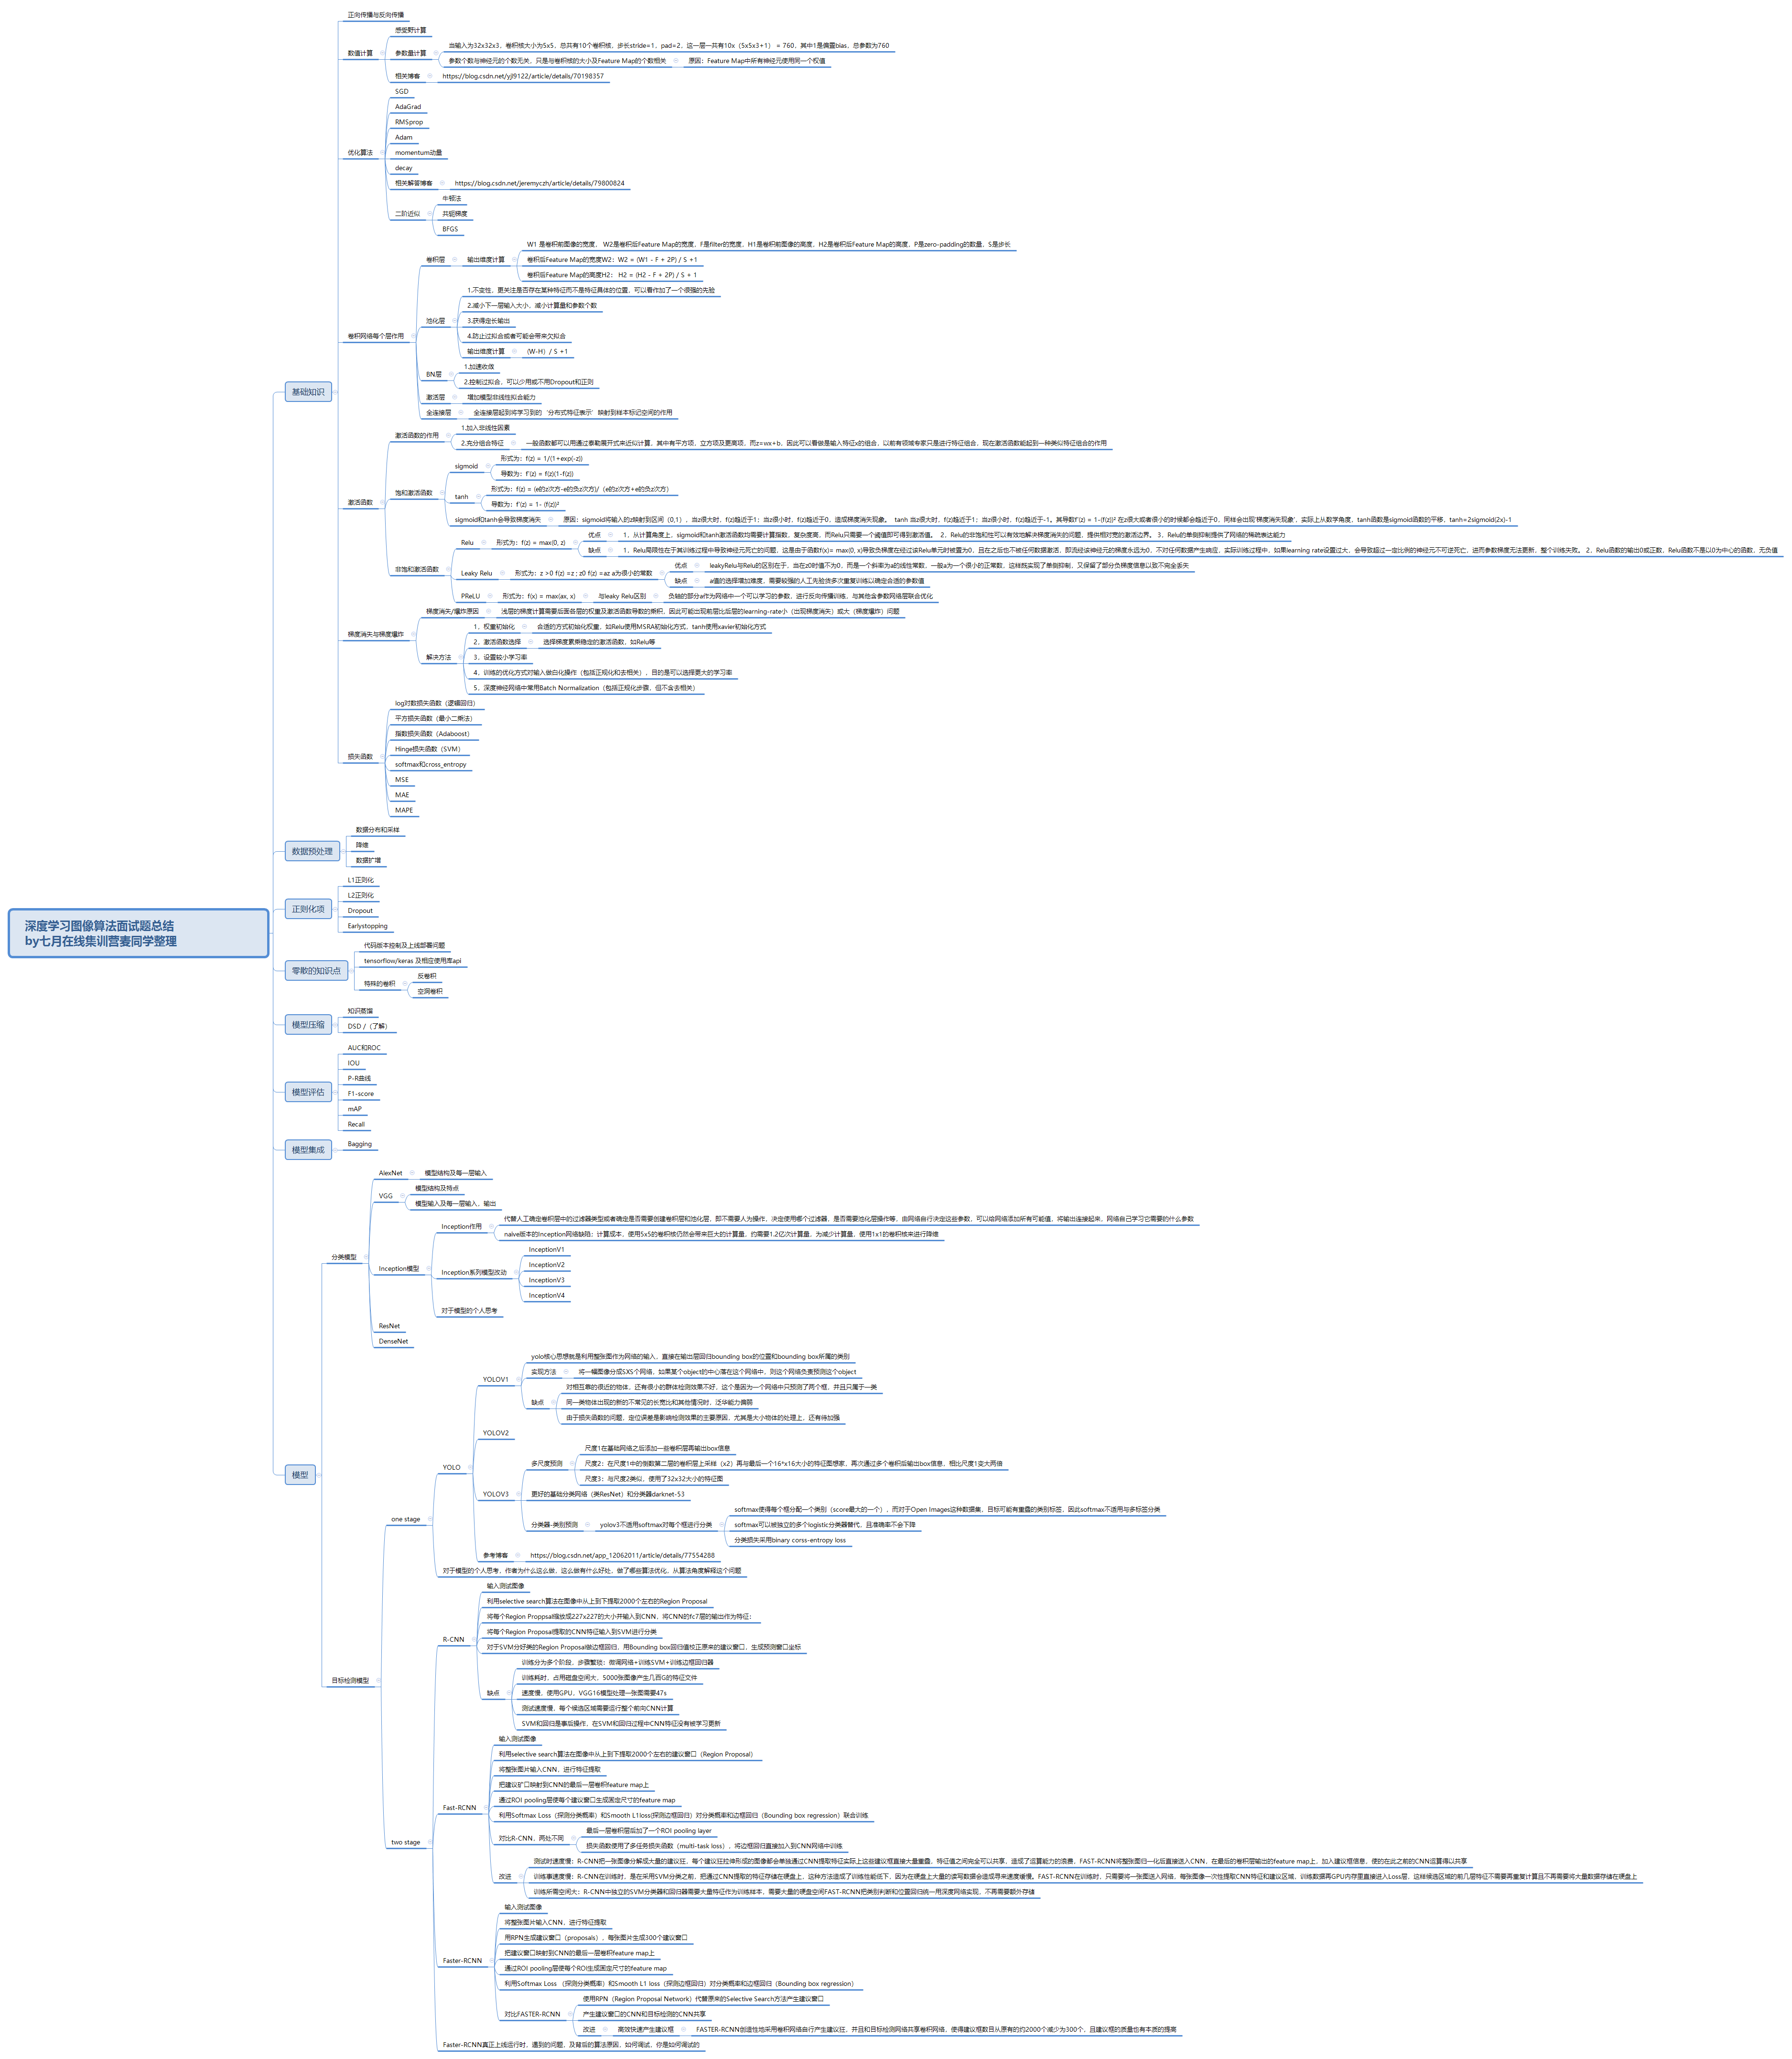 深度学习图像算法面试题总结
by七月在线集训营麦同学整理
基础知识
正向传播与反向传播
数值计算
感受野计算
参数量计算
当输入为32x32x3，卷积核大小为5x5，总共有10个卷积核，步长stride=1，pad=2，这一层一共有10x（5x5x3+1） = 760，其中1是偏置bias，总参数为760
参数个数与神经元的个数无关，只是与卷积核的大小及Feature Map的个数相关
原因：Feature Map中所有神经元使用同一个权值
相关博客
https://blog.csdn.net/yjl9122/article/details/70198357
优化算法
SGD
AdaGrad
RMSprop
Adam
momentum动量
decay
相关解答博客
https://blog.csdn.net/jeremyczh/article/details/79800824
二阶近似
牛顿法
共轭梯度
BFGS
卷积网络每个层作用
卷积层
输出维度计算
W1 是卷积前图像的宽度， W2是卷积后Feature Map的宽度，F是filter的宽度，H1是卷积前图像的高度，H2是卷积后Feature Map的高度，P是zero-padding的数量，S是步长
卷积后Feature Map的宽度W2：W2 = (W1 - F + 2P) / S +1
卷积后Feature Map的高度H2： H2 = (H2 - F + 2P) / S + 1
池化层
1.不变性，更关注是否存在某种特征而不是特征具体的位置，可以看作加了一个很强的先验
2.减小下一层输入大小，减小计算量和参数个数
3.获得定长输出
4.防止过拟合或者可能会带来欠拟合
输出维度计算
(W-H) / S +1
BN层
1.加速收敛
2.控制过拟合，可以少用或不用Dropout和正则
激活层
增加模型非线性拟合能力
全连接层
全连接层起到将学习到的‘分布式特征表示’映射到样本标记空间的作用
激活函数
激活函数的作用
1.加入非线性因素
2.充分组合特征
一般函数都可以用通过泰勒展开式来近似计算，其中有平方项，立方项及更高项，而z=wx+b，因此可以看做是输入特征x的组合，以前有领域专家只是进行特征组合，现在激活函数能起到一种类似特征组合的作用
饱和激活函数
sigmoid
形式为：f(z) = 1/(1+exp(-z))
导数为：f'(z) = f(z)(1-f(z))
tanh
形式为：f(z) = (e的z次方-e的负z次方)/（e的z次方+e的负z次方）
导数为：f'(z) = 1- (f(z))²
sigmoid和tanh会导致梯度消失
原因：sigmoid将输入的z映射到区间（0,1），当z很大时，f(z)趋近于1；当z很小时，f(z)趋近于0，造成梯度消失现象。 tanh 当z很大时，f(z)趋近于1；当z很小时，f(z)趋近于-1。其导数f'(z) = 1-(f(z))² 在z很大或者很小的时候都会趋近于0，同样会出现'梯度消失现象'，实际上从数学角度，tanh函数是sigmoid函数的平移，tanh=2sigmoid(2x)-1
非饱和激活函数
Relu
形式为：f(z) = max(0, z)
优点
1，从计算角度上，sigmoid和tanh激活函数均需要计算指数，复杂度高，而Relu只需要一个阈值即可得到激活值。 2，Relu的非饱和性可以有效地解决梯度消失的问题，提供相对宽的激活边界。 3，Relu的单侧抑制提供了网络的稀疏表达能力
缺点
1，Relu局限性在于其训练过程中导致神经元死亡的问题，这是由于函数f(x)= max(0, x)导致负梯度在经过该Relu单元时被置为0，且在之后也不被任何数据激活，即流经该神经元的梯度永远为0，不对任何数据产生响应，实际训练过程中，如果learning rate设置过大，会导致超过一定比例的神经元不可逆死亡，进而参数梯度无法更新，整个训练失败。 2，Relu函数的输出0或正数，Relu函数不是以0为中心的函数，无负值
Leaky Relu
形式为：z >0 f(z) =z ; z0 f(z) =az a为很小的常数
优点
leakyRelu与Relu的区别在于，当在z0时值不为0，而是一个斜率为a的线性常数，一般a为一个很小的正常数，这样既实现了单侧抑制，又保留了部分负梯度信息以致不完全丢失
缺点
a值的选择增加难度，需要较强的人工先验货多次重复训练以确定合适的参数值
PReLU
形式为：f(x) = max(ax, x)
与leaky Relu区别
负轴的部分a作为网络中一个可以学习的参数，进行反向传播训练，与其他含参数网络层联合优化
梯度消失与梯度爆炸
梯度消失/爆炸原因
浅层的梯度计算需要后面各层的权重及激活函数导数的乘积，因此可能出现前层比后层的learning-rate小（出现梯度消失）或大（梯度爆炸）问题
解决方法
1，权重初始化
合适的方式初始化权重，如Relu使用MSRA初始化方式，tanh使用xavier初始化方式
2，激活函数选择
选择梯度累乘稳定的激活函数，如Relu等
3，设置较小学习率
4，训练的优化方式对输入做白化操作（包括正规化和去相关），目的是可以选择更大的学习率
5，深度神经网络中常用Batch Normalization（包括正规化步骤，但不含去相关）
损失函数
log对数损失函数（逻辑回归）
平方损失函数（最小二乘法）
指数损失函数（Adaboost）
Hinge损失函数（SVM）
softmax和cross_entropy
MSE
MAE
MAPE
数据预处理
数据分布和采样
降维
数据扩增
正则化项
L1正则化
L2正则化
Dropout
Earlystopping
零散的知识点
代码版本控制及上线部署问题
tensorflow/keras 及相应使用库api
特殊的卷积
反卷积
空洞卷积
模型压缩
知识蒸馏
DSD /（了解）
模型评估
AUC和ROC
IOU
P-R曲线
F1-score
mAP
Recall
模型集成
Bagging
模型
分类模型
AlexNet
模型结构及每一层输入
VGG
模型结构及特点
模型输入及每一层输入，输出
Inception模型
Inception作用
代替人工确定卷积层中的过滤器类型或者确定是否需要创建卷积层和池化层，即不需要人为操作，决定使用哪个过滤器，是否需要池化层操作等，由网络自行决定这些参数，可以给网络添加所有可能值，将输出连接起来，网络自己学习它需要的什么参数
naive版本的Inception网络缺陷：计算成本，使用5x5的卷积核仍然会带来巨大的计算量，约需要1.2亿次计算量，为减少计算量，使用1x1的卷积核来进行降维
Inception系列模型改动
InceptionV1
InceptionV2
InceptionV3
InceptionV4
对于模型的个人思考
ResNet
DenseNet
目标检测模型
one stage
YOLO
YOLOV1
yolo核心思想就是利用整张图作为网络的输入，直接在输出层回归bounding box的位置和bounding box所属的类别
实现方法
将一幅图像分成SXS个网络，如果某个object的中心落在这个网络中，则这个网络负责预测这个object
缺点
对相互靠的很近的物体，还有很小的群体检测效果不好，这个是因为一个网络中只预测了两个框，并且只属于一类
同一类物体出现的新的不常见的长宽比和其他情况时，泛华能力偏弱
由于损失函数的问题，定位误差是影响检测效果的主要原因，尤其是大小物体的处理上，还有待加强
YOLOV2
YOLOV3
多尺度预测
尺度1在基础网络之后添加一些卷积层再输出box信息
尺度2：在尺度1中的倒数第二层的卷积层上采样（x2）再与最后一个16*x16大小的特征图想家，再次通过多个卷积后输出box信息，相比尺度1变大两倍
尺度3：与尺度2类似，使用了32x32大小的特征图
更好的基础分类网络（类ResNet）和分类器darknet-53
分类器-类别预测
yolov3不适用softmax对每个框进行分类
softmax使得每个框分配一个类别（score最大的一个），而对于Open Images这种数据集，目标可能有重叠的类别标签，因此softmax不适用与多标签分类
softmax可以被独立的多个logistic分类器替代，且准确率不会下降
分类损失采用binary corss-entropy loss
参考博客
https://blog.csdn.net/app_12062011/article/details/77554288
对于模型的个人思考，作者为什么这么做，这么做有什么好处，做了哪些算法优化，从算法角度解释这个问题
two stage
R-CNN
输入测试图像
利用selective search算法在图像中从上到下提取2000个左右的Region Proposal
将每个Region Proppsal缩放成227x227的大小并输入到CNN，将CNN的fc7层的输出作为特征；
将每个Region Proposal提取的CNN特征输入到SVM进行分类
对于SVM分好类的Region Proposal做边框回归，用Bounding box回归值校正原来的建议窗口，生成预测窗口坐标
缺点
训练分为多个阶段，步骤繁琐：微调网络+训练SVM+训练边框回归器
训练耗时，占用磁盘空间大，5000张图像产生几百G的特征文件
速度慢，使用GPU，VGG16模型处理一张图需要47s
测试速度慢，每个候选区域需要运行整个前向CNN计算
SVM和回归是事后操作，在SVM和回归过程中CNN特征没有被学习更新
Fast-RCNN
输入测试图像
利用selective search算法在图像中从上到下提取2000个左右的建议窗口（Region Proposal）
将整张图片输入CNN，进行特征提取
把建议矿口映射到CNN的最后一层卷积feature map上
通过ROI pooling层使每个建议窗口生成固定尺寸的feature map
利用Softmax Loss（探测分类概率）和Smooth L1loss(探测边框回归）对分类概率和边框回归（Bounding box regression）联合训练
对比R-CNN，两处不同
最后一层卷积层后加了一个ROI pooling layer
损失函数使用了多任务损失函数（multi-task loss），将边框回归直接加入到CNN网络中训练
改进
测试时速度慢：R-CNN把一张图像分解成大量的建议狂，每个建议狂拉伸形成的图像都会单独通过CNN提取特征实际上这些建议框直接大量重叠，特征值之间完全可以共享，造成了运算能力的浪费，FAST-RCNN将整张图归一化后直接送入CNN，在最后的卷积层输出的feature map上，加入建议框信息，使的在此之前的CNN运算得以共享
训练事速度慢：R-CNN在训练时，是在采用SVM分类之前，把通过CNN提取的特征存储在硬盘上，这种方法造成了训练性能低下，因为在硬盘上大量的读写数据会造成寻来速度缓慢。FAST-RCNN在训练时，只需要将一张图送入网络，每张图像一次性提取CNN特征和建议区域，训练数据再GPU内存里直接进入Loss层，这样候选区域的前几层特征不需要再重复计算且不再需要将大量数据存储在硬盘上
训练所需空间大：R-CNN中独立的SVM分类器和回归器需要大量特征作为训练样本，需要大量的硬盘空间FAST-RCNN把类别判断和位置回归统一用深度网络实现，不再需要额外存储
Faster-RCNN
输入测试图像
将整张图片输入CNN，进行特征提取
用RPN生成建议窗口（proposals），每张图片生成300个建议窗口
把建议窗口映射到CNN的最后一层卷积feature map上
通过ROI pooling层使每个ROI生成固定尺寸的feature map
利用Softmax Loss （探测分类概率）和Smooth L1 loss（探测边框回归）对分类概率和边框回归（Bounding box regression）
对比FASTER-RCNN
使用RPN（Region Proposal Network）代替原来的Selective Search方法产生建议窗口
产生建议窗口的CNN和目标检测的CNN共享
改进
高效快速产生建议框
FASTER-RCNN创造性地采用卷积网络自行产生建议狂，并且和目标检测网络共享卷积网络，使得建议框数目从原有的约2000个减少为300个，且建议框的质量也有本质的提高
Faster-RCNN真正上线运行时，遇到的问题，及背后的算法原因，如何调试，你是如何调试的